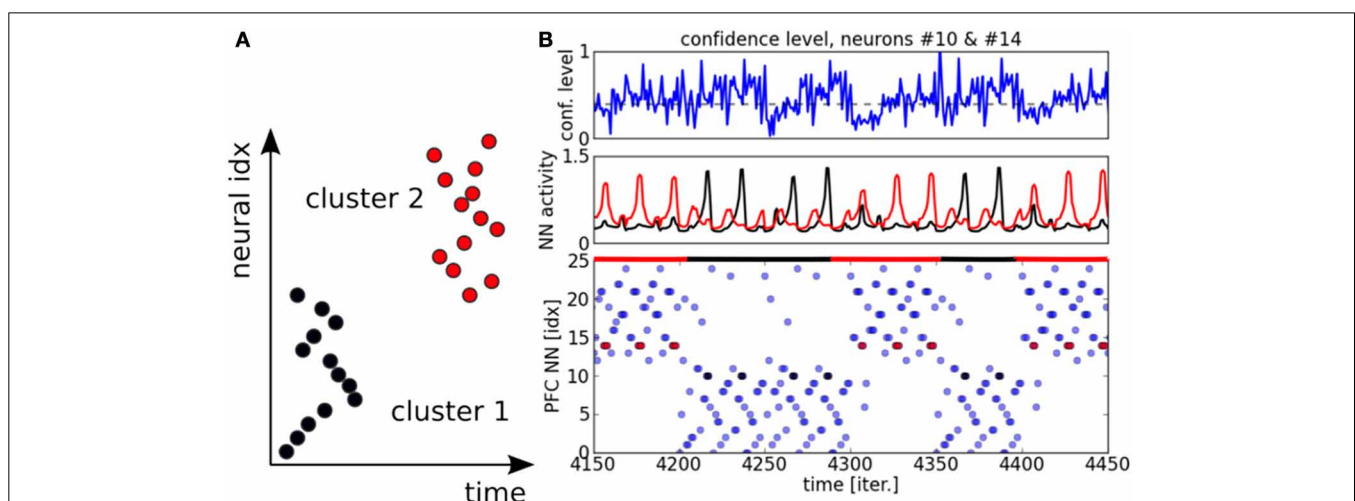 A
neural idx
cluster 2
cluster 1
time
B
confidence level, neurons #10 & #14
conf. level
1
0
NN activity
1.5
0
PFC NN [idx]
25
20
15
10
5
0
4150 4200 4250 4300 4350 4400 4450
time [iter.]